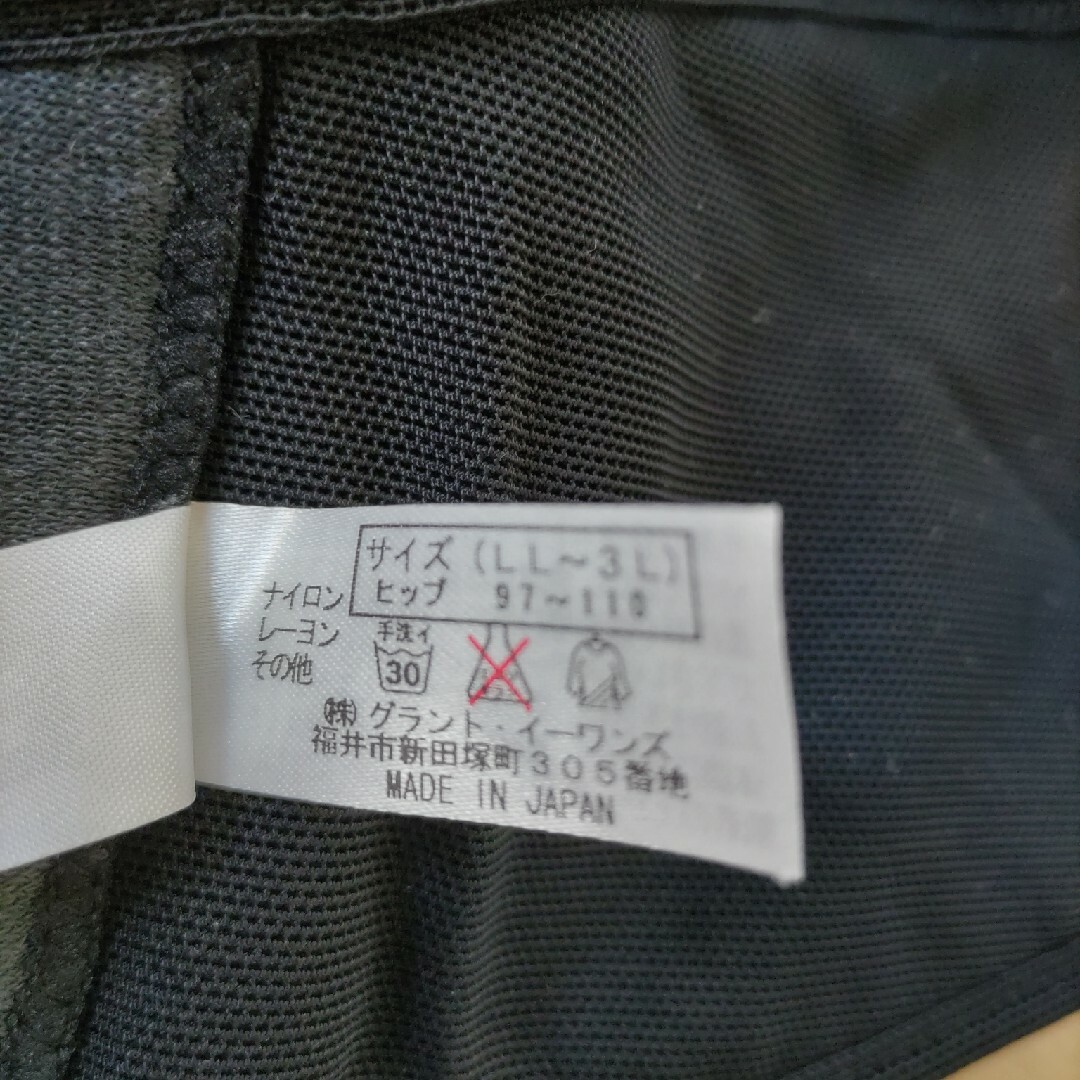 サイズ (LL～3L)
ヒップ 97～110
ナイロン
レーヨン
その他
手洗イ
30
㈱グラント・イーワンズ
福井市新田塚町305番地
MADE IN JAPAN